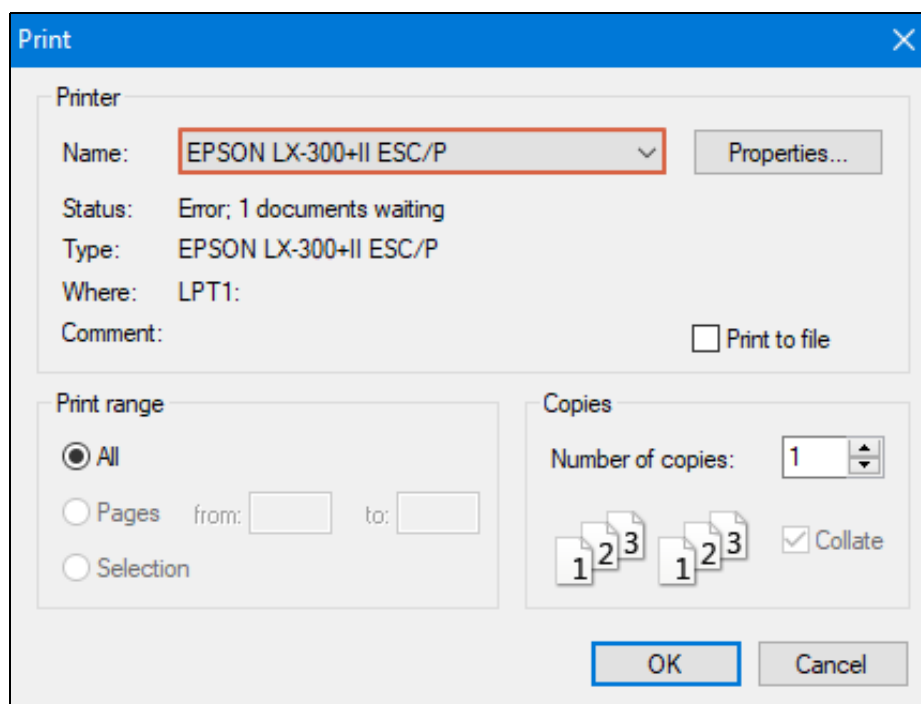 Print
Printer
Name: EPSON LX-300+II ESC/P Properties...
Status: Error; 1 documents waiting
Type: EPSON LX-300+II ESC/P
Where: LPT1:
Comment:
Print to file
Print range
All
Pages from: to:
Selection
Copies
Number of copies: 1
1 2 3 1 2 3
Collate
OK Cancel